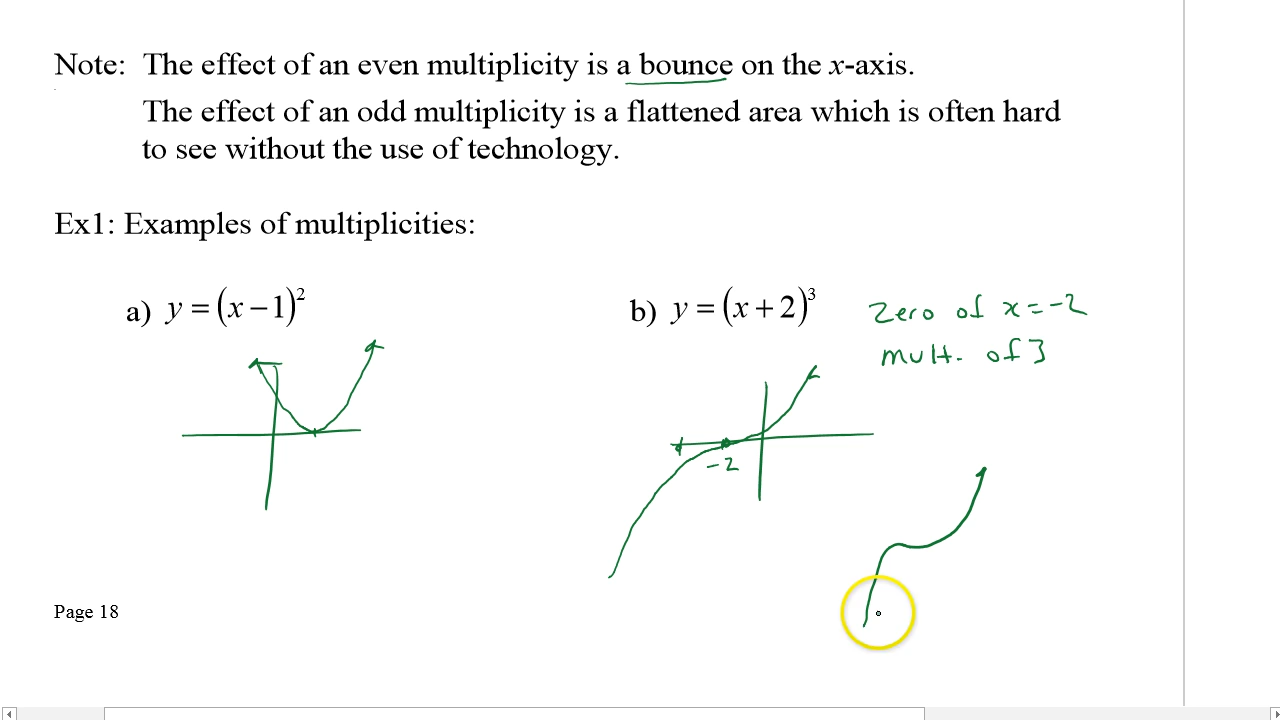 Note: The effect of an even multiplicity is a bounce on the x-axis.
The effect of an odd multiplicity is a flattened area which is often hard
to see without the use of technology.
Ex1: Examples of multiplicities:
a) y = (x − 1)²
b) y = (x + 2)³
Zero of x = -2
mult. of 3
-2
Page 18